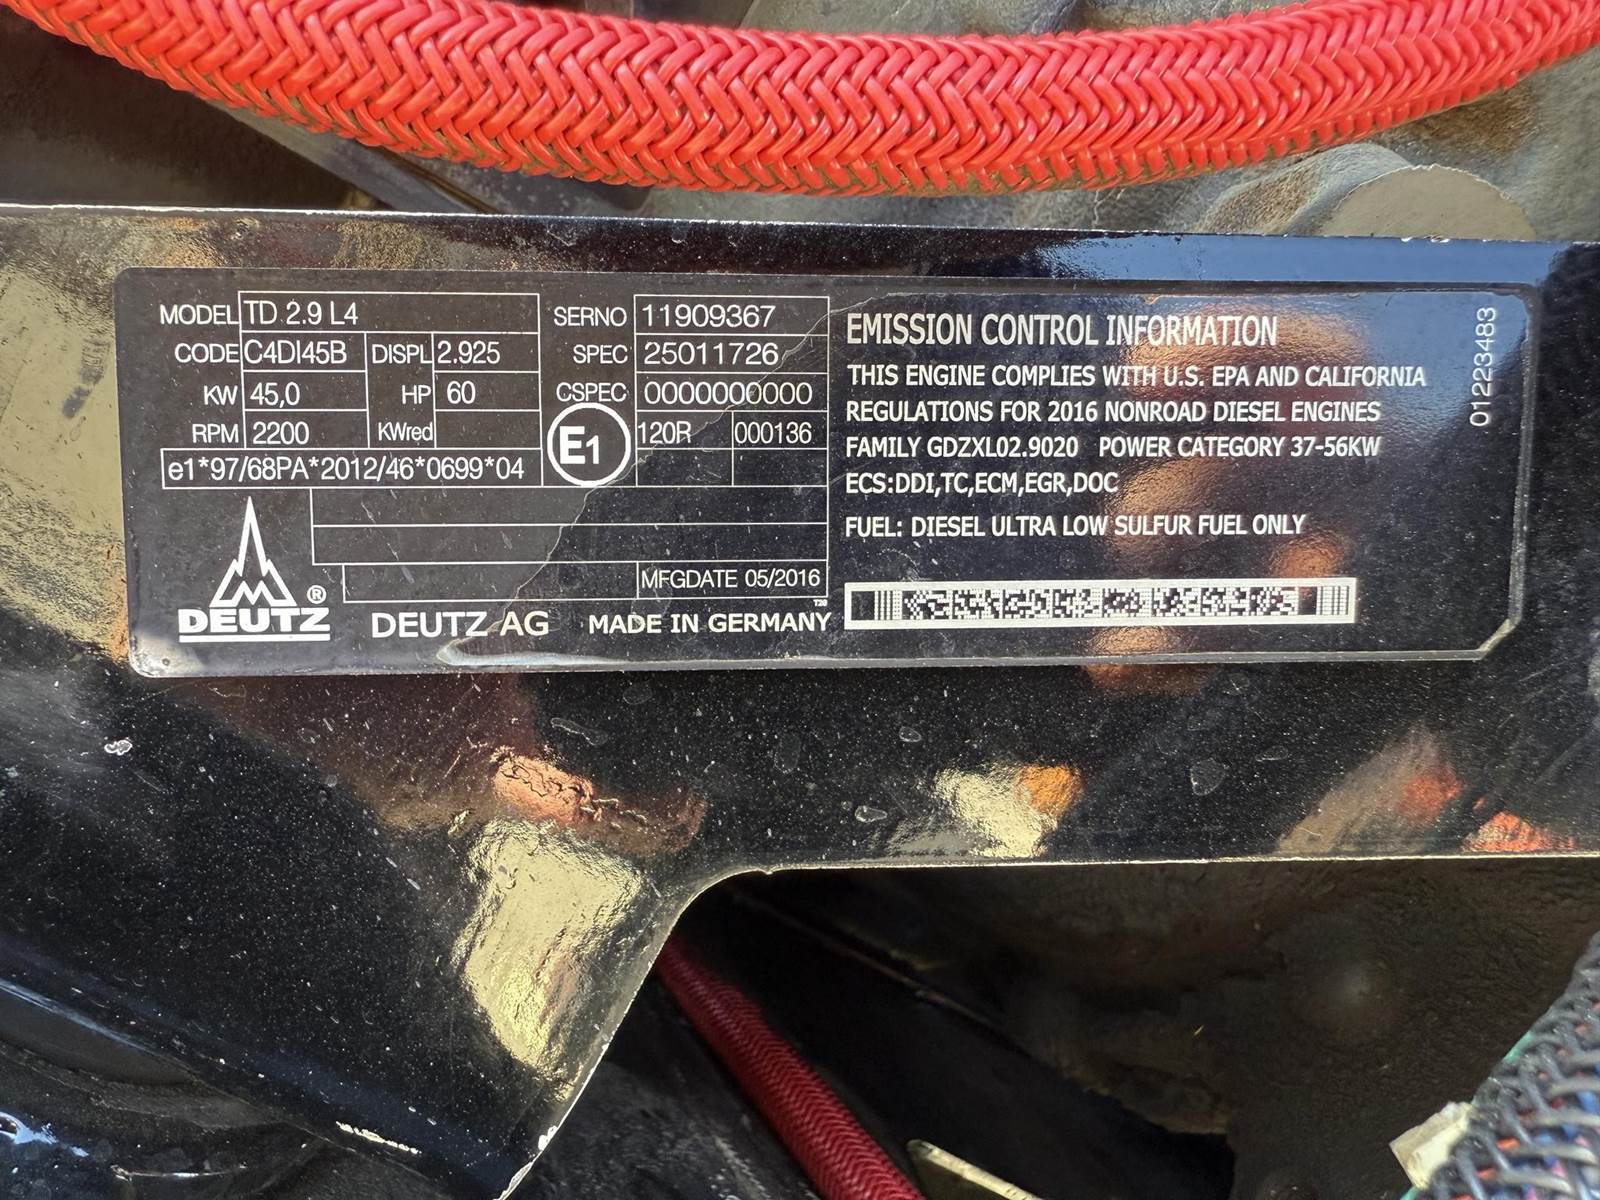 MODEL TD 2.9 L4 SERNO 11909367
CODE C4DI45B DISPL 2.925 SPEC 25011726
KW 45,0 HP 60 CSPEC 0000000000
RPM 2200 KWred E1 120R 000136
e1*97/68PA*2012/46*0699*04
MFGDATE 05/2016
DEUTZ ® DEUTZ AG MADE IN GERMANY
EMISSION CONTROL INFORMATION
THIS ENGINE COMPLIES WITH U.S. EPA AND CALIFORNIA
REGULATIONS FOR 2016 NONROAD DIESEL ENGINES
FAMILY GDZXL02.9020 POWER CATEGORY 37-56KW
ECS:DDI,TC,ECM,EGR,DOC
FUEL: DIESEL ULTRA LOW SULFUR FUEL ONLY
01223483